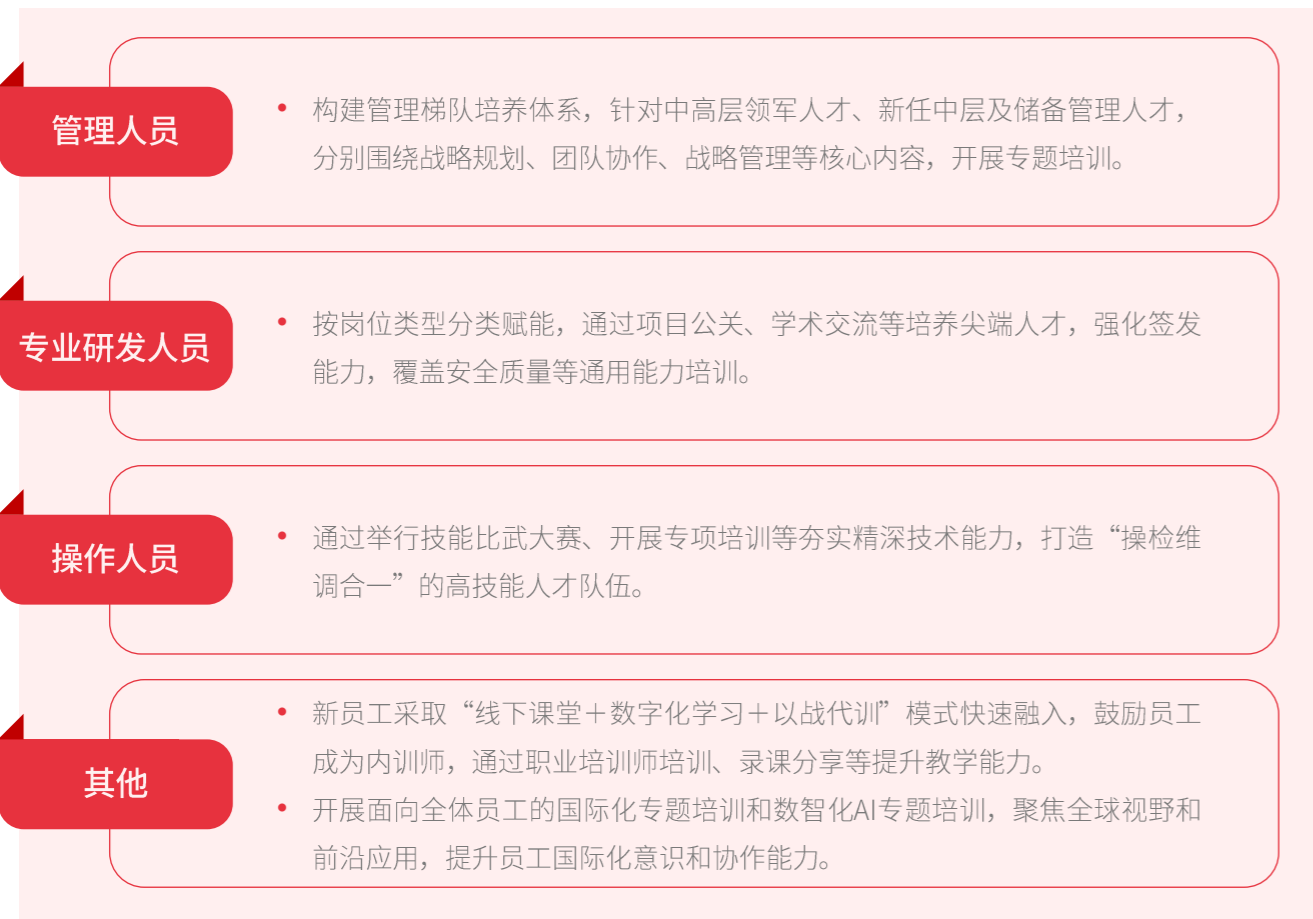 管理人员
• 构建管理梯队培养体系，针对中高层领军人才、新任中层及储备管理人才，
分别围绕战略规划、团队协作、战略管理等核心内容，开展专题培训。
专业研发人员
• 按岗位类型分类赋能，通过项目公关、学术交流等培养尖端人才，强化签发
能力，覆盖安全质量等通用能力培训。
操作人员
• 通过举行技能比武大赛、开展专项培训等夯实精深技术能力，打造“操检维
调合一”的高技能人才队伍。
其他
• 新员工采取“线下课堂＋数字化学习＋以战代训”模式快速融入，鼓励员工
成为内训师，通过职业培训师培训、录课分享等提升教学能力。
• 开展面向全体员工的国际化专题培训和数智化AI专题培训，聚焦全球视野和
前沿应用，提升员工国际化意识和协作能力。